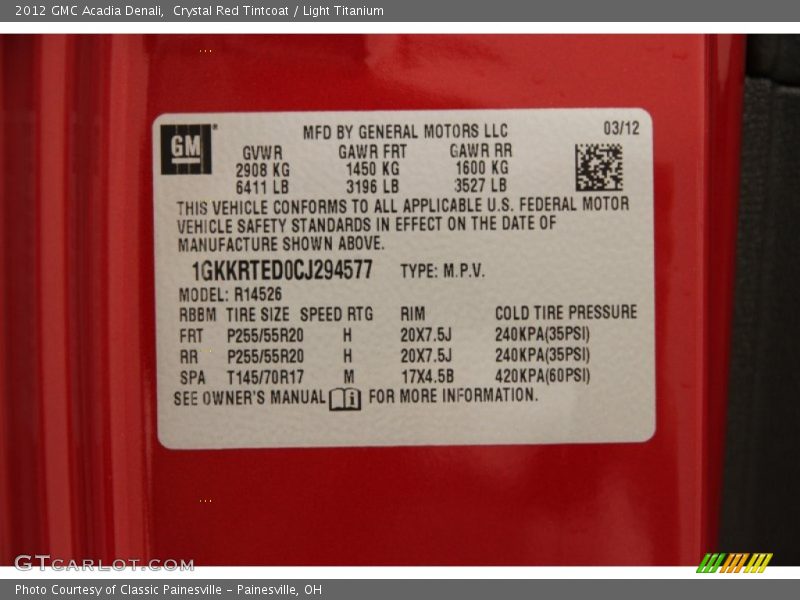 2012 GMC Acadia Denali, Crystal Red Tintcoat / Light Titanium
GM
MFD BY GENERAL MOTORS LLC 03/12
GVWR GAWR FRT GAWR RR
2908 KG 1450 KG 1600 KG
6411 LB 3196 LB 3527 LB
THIS VEHICLE CONFORMS TO ALL APPLICABLE U.S. FEDERAL MOTOR
VEHICLE SAFETY STANDARDS IN EFFECT ON THE DATE OF
MANUFACTURE SHOWN ABOVE.
1GKKRTED0CJ294577 TYPE: M.P.V.
MODEL: R14526
RBBM TIRE SIZE SPEED RTG RIM COLD TIRE PRESSURE
FRT P255/55R20 H 20X7.5J 240KPA(35PSI)
RR P255/55R20 H 20X7.5J 240KPA(35PSI)
SPA T145/70R17 M 17X4.5B 420KPA(60PSI)
SEE OWNER'S MANUAL FOR MORE INFORMATION.
GTCARLOT.COM
Photo Courtesy of Classic Painesville – Painesville, OH